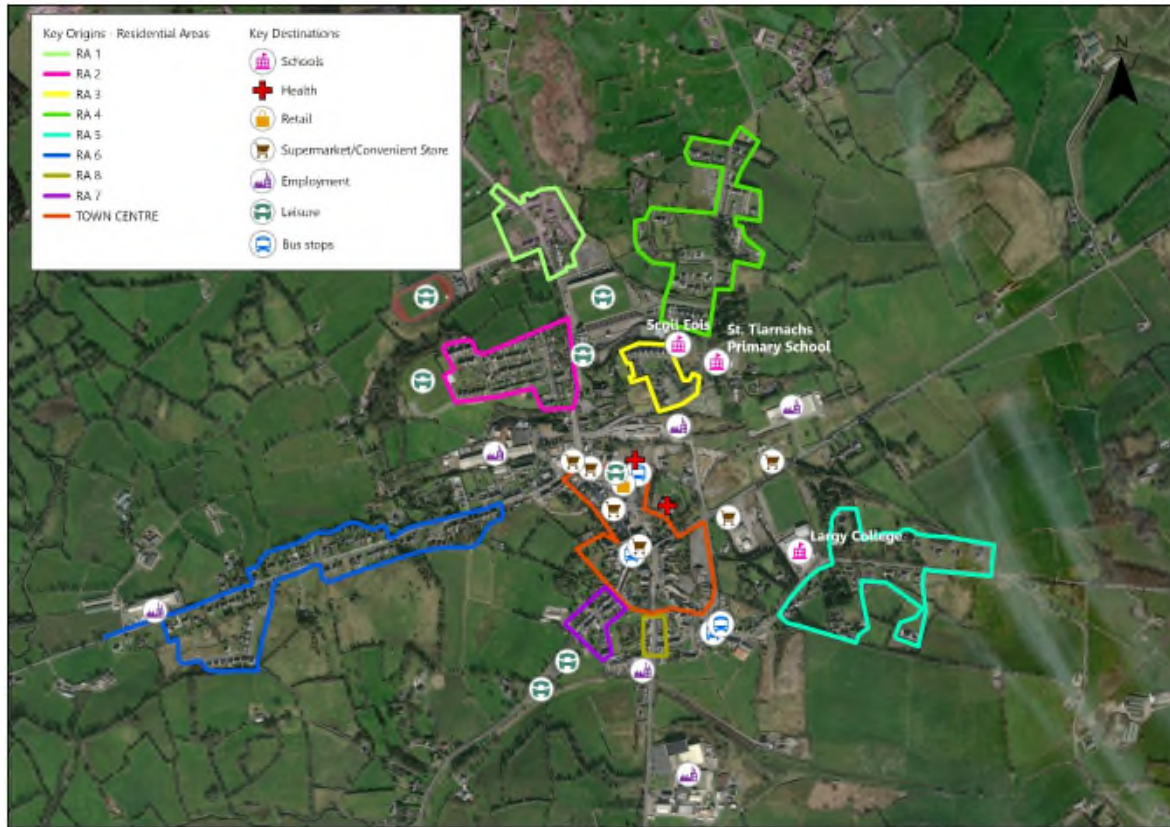 Key Origins - Residential Areas
RA 1
RA 2
RA 3
RA 4
RA 5
RA 6
RA 8
RA 7
TOWN CENTRE
Key Destinations
Schools
Health
Retail
Supermarket/Convenient Store
Employment
Leisure
Bus stops
N
Scoil Eois
St. Tiarnachs
Primary School
Largy College